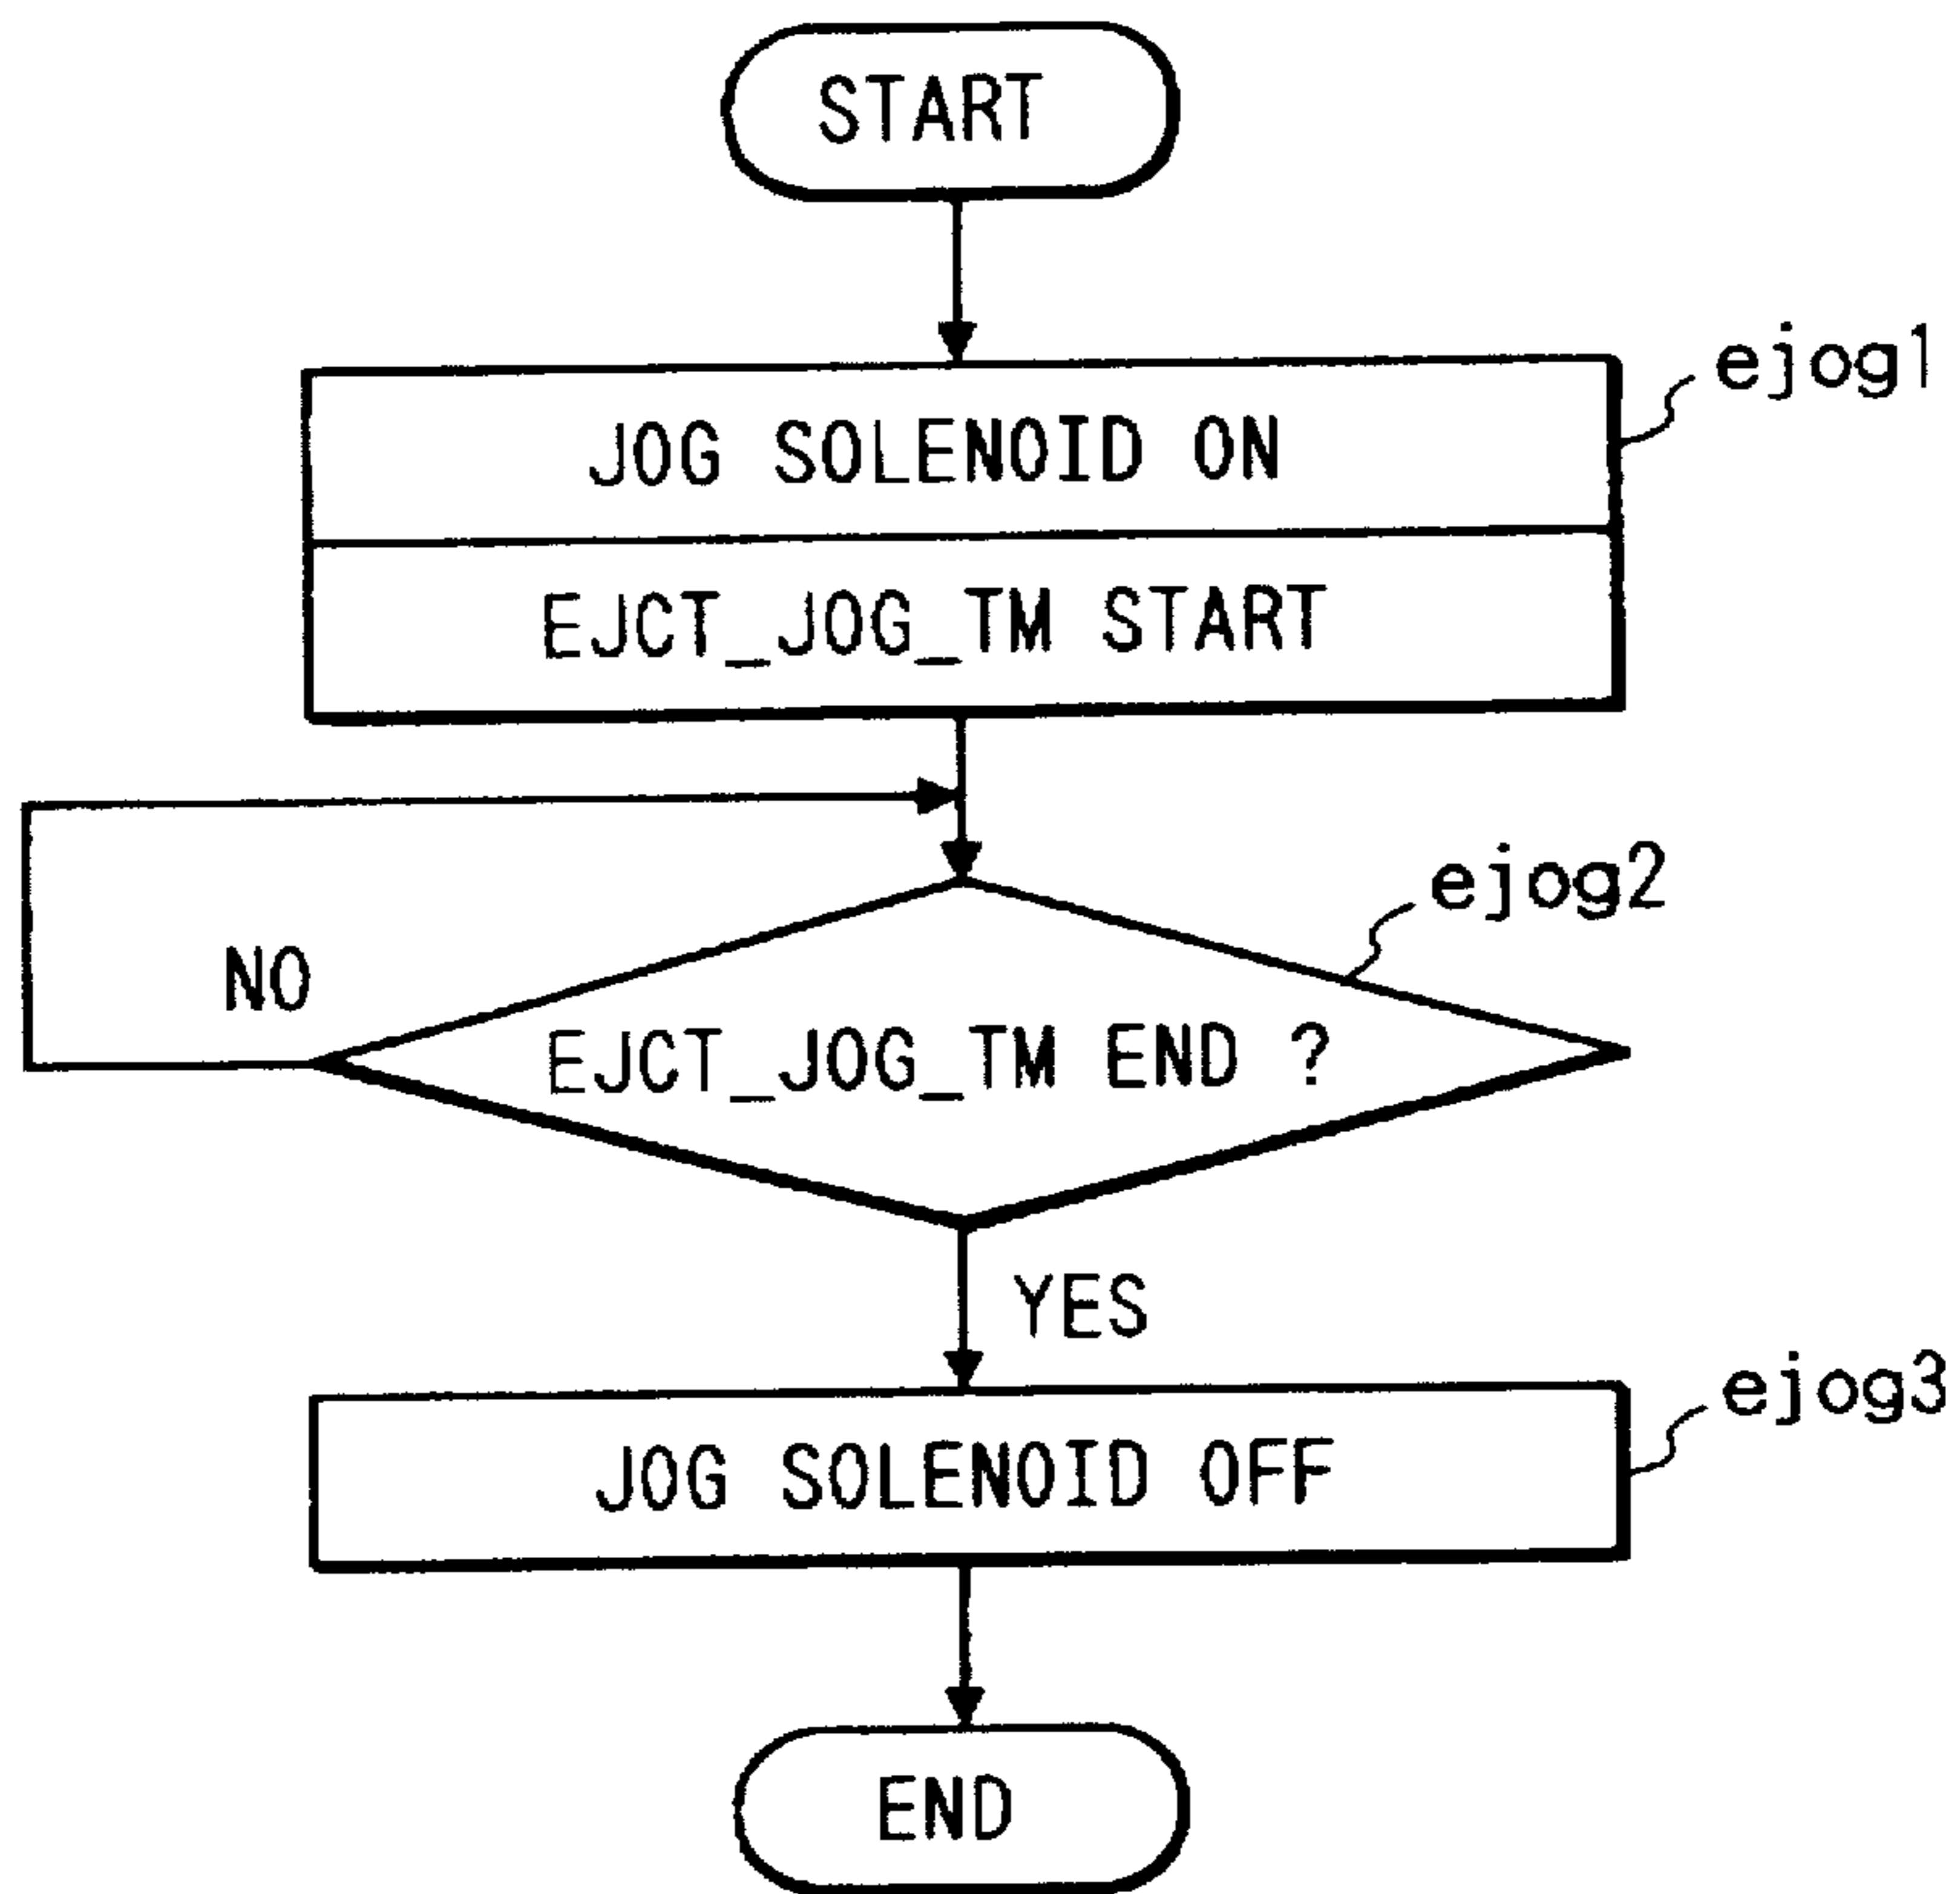 START
ejog1
JOG SOLENOID ON
EJCT_JOG_TM START
ejog2
NO
EJCT_JOG_TM END ?
YES
ejog3
JOG SOLENOID OFF
END